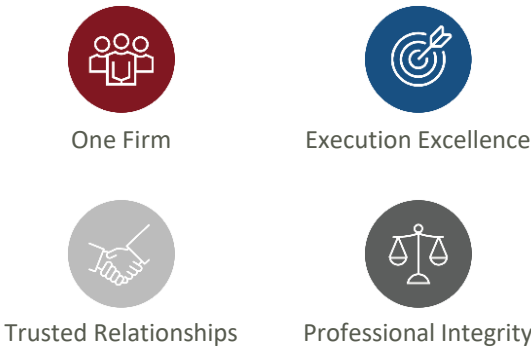 One Firm
Execution Excellence
Trusted Relationships
Professional Integrity